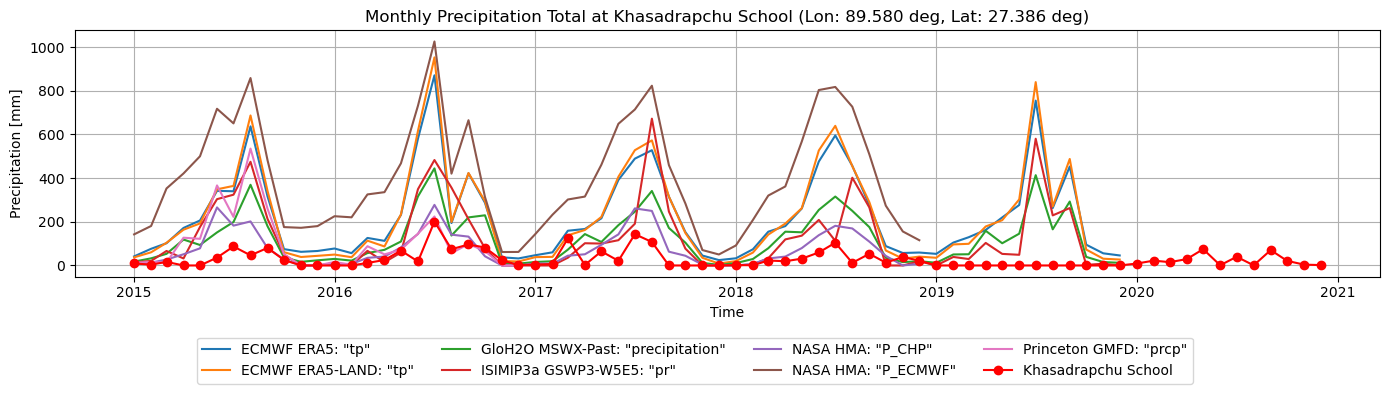 Monthly Precipitation Total at Khasadrapchu School (Lon: 89.580 deg, Lat: 27.386 deg)
Precipitation [mm]
1000
800
600
400
200
0
2015 2016 2017 2018 2019 2020 2021
Time
ECMWF ERA5: "tp" GloH2O MSWX-Past: "precipitation" NASA HMA: "P_CHP" Princeton GMFD: "prcp"
ECMWF ERA5-LAND: "tp" ISIMIP3a GSWP3-W5E5: "pr" NASA HMA: "P_ECMWF" Khasadrapchu School